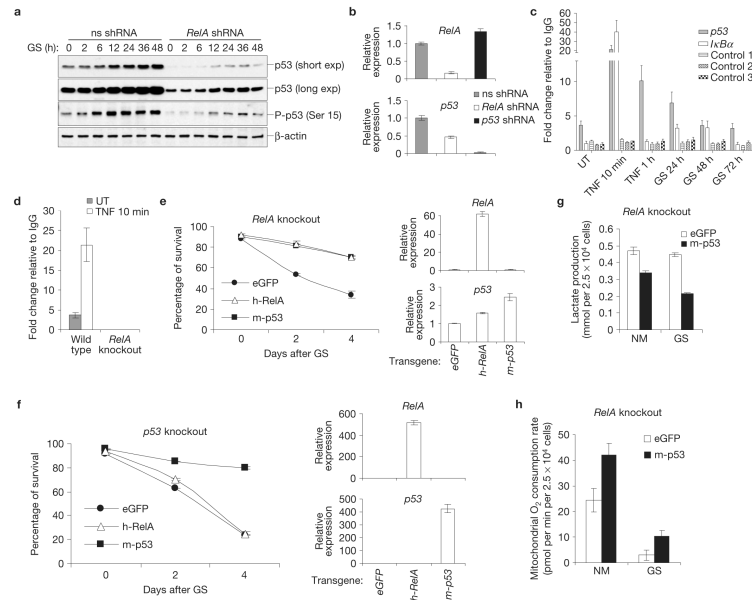 a
ns shRNA
RelA shRNA
GS (h): 0 2 6 12 24 36 48 0 2 6 12 24 36 48
p53 (short exp)
p53 (long exp)
P-p53 (Ser 15)
β-actin
b
RelA
Relative expression
1.5
1.0
0.5
0
p53
Relative expression
1.5
1.0
0.5
0
ns shRNA
RelA shRNA
p53 shRNA
c
Fold change relative to IgG
60
50
40
30
20
10
5
0
p53
IκBα
Control 1
Control 2
Control 3
UT
TNF 10 min
TNF 1 h
GS 24 h
GS 48 h
GS 72 h
d
UT
TNF 10 min
Fold change relative to IgG
30
25
20
15
10
5
0
Wild type
RelA knockout
e
RelA knockout
Percentage of survival
100
80
60
40
20
0
eGFP
h-RelA
m-p53
0 2 4
Days after GS
RelA
Relative expression
60
40
20
0
p53
Relative expression
3
2
1
0
Transgene: eGFP h-RelA m-p53
g
RelA knockout
Lactate production (mmol per 2.5 × 10⁴ cells)
0.6
0.5
0.4
0.3
0.2
0.1
0
eGFP
m-p53
NM GS
f
p53 knockout
Percentage of survival
100
80
60
40
20
0
eGFP
h-RelA
m-p53
0 2 4
Days after GS
RelA
Relative expression
600
400
200
0
p53
Relative expression
500
400
300
200
100
0
Transgene: eGFP h-RelA m-p53
h
RelA knockout
Mitochondrial O₂ consumption rate (pmol per min per 2.5 × 10⁴ cells)
50
40
30
20
10
0
eGFP
m-p53
NM GS